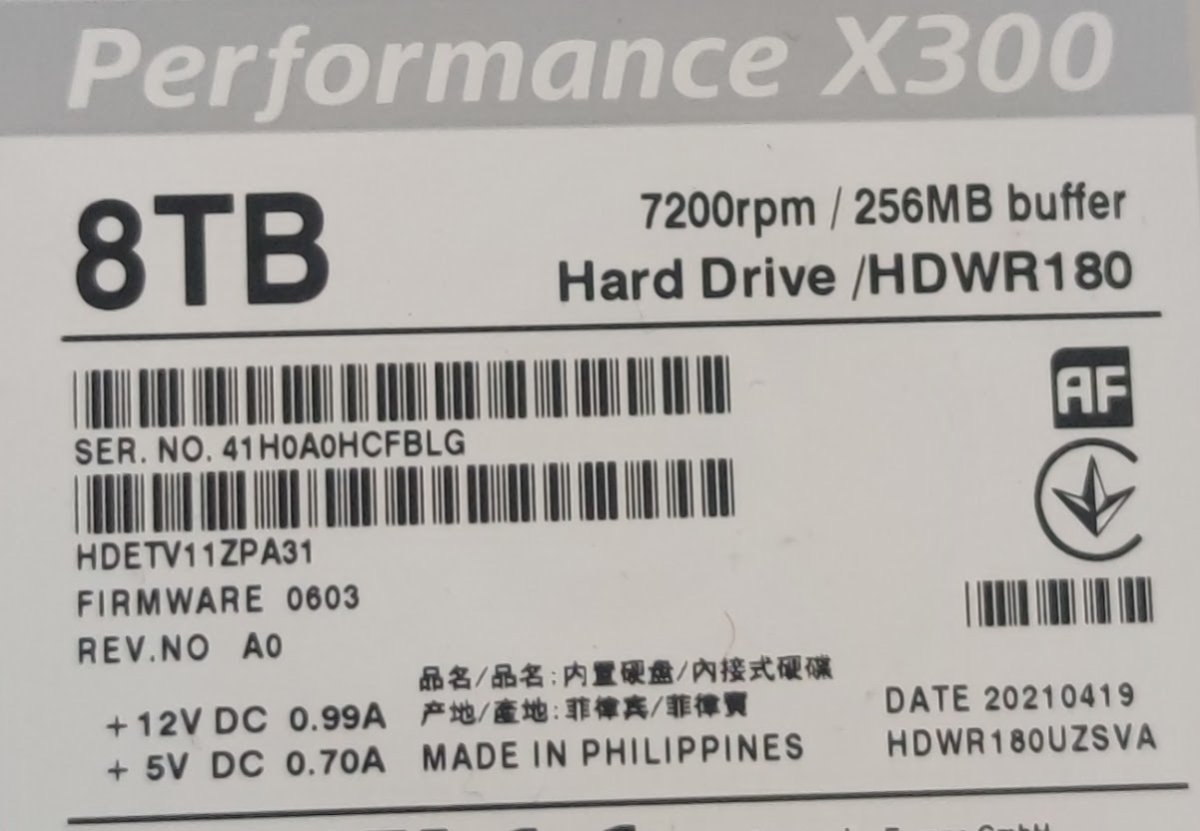 Performance X300
8TB
7200rpm / 256MB buffer
Hard Drive /HDWR180
AF
SER. NO. 41H0A0HCFBLG
HDETV11ZPA31
FIRMWARE 0603
REV.NO A0
品名/品名:内置硬盘/內接式硬碟
产地/產地:菲律宾/菲律賓
+12V DC 0.99A
+ 5V DC 0.70A
MADE IN PHILIPPINES
DATE 20210419
HDWR180UZSVA